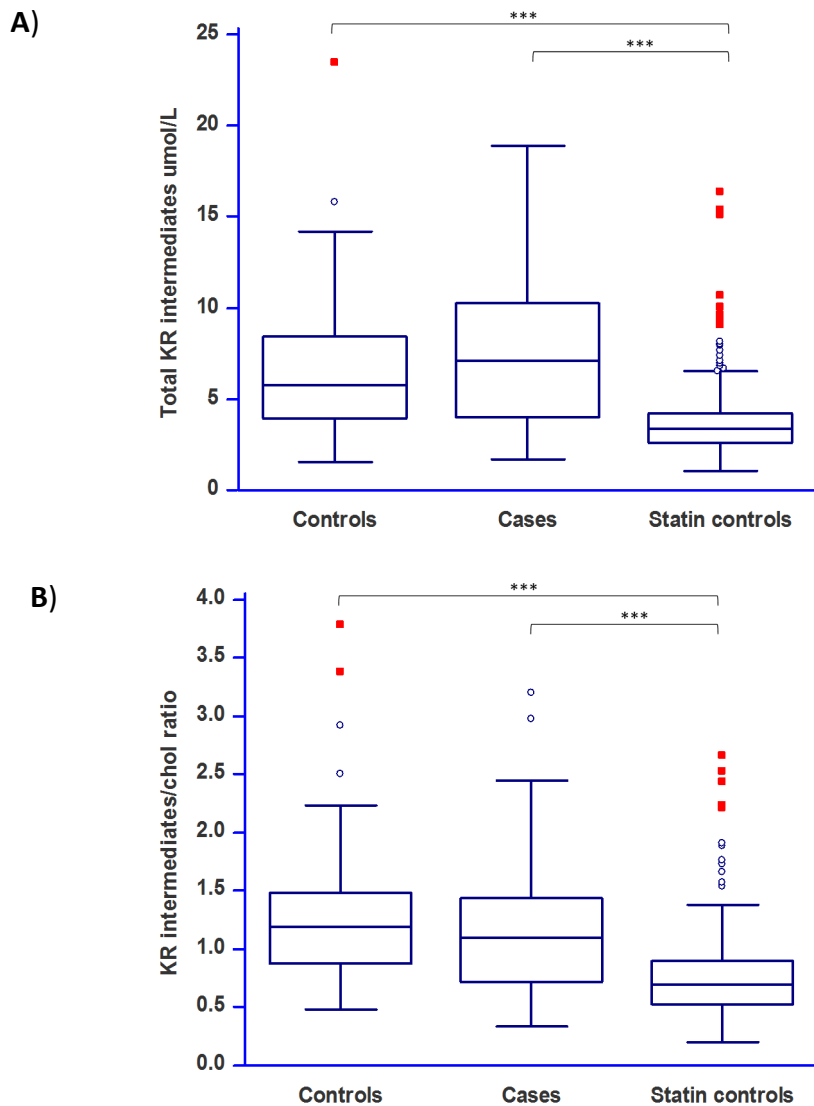 A)
Total KR intermediates umol/L
25
20
15
10
5
0
***
***
Controls
Cases
Statin controls
B)
KR intermediates/chol ratio
4.0
3.5
3.0
2.5
2.0
1.5
1.0
0.5
0.0
***
***
Controls
Cases
Statin controls